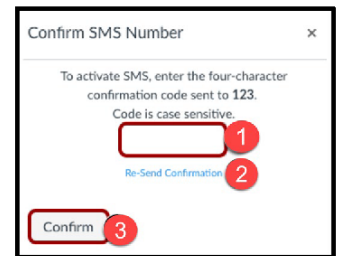 Confirm SMS Number ×
To activate SMS, enter the four-character
confirmation code sent to 123.
Code is case sensitive.
1
Re-Send Confirmation 2
Confirm 3